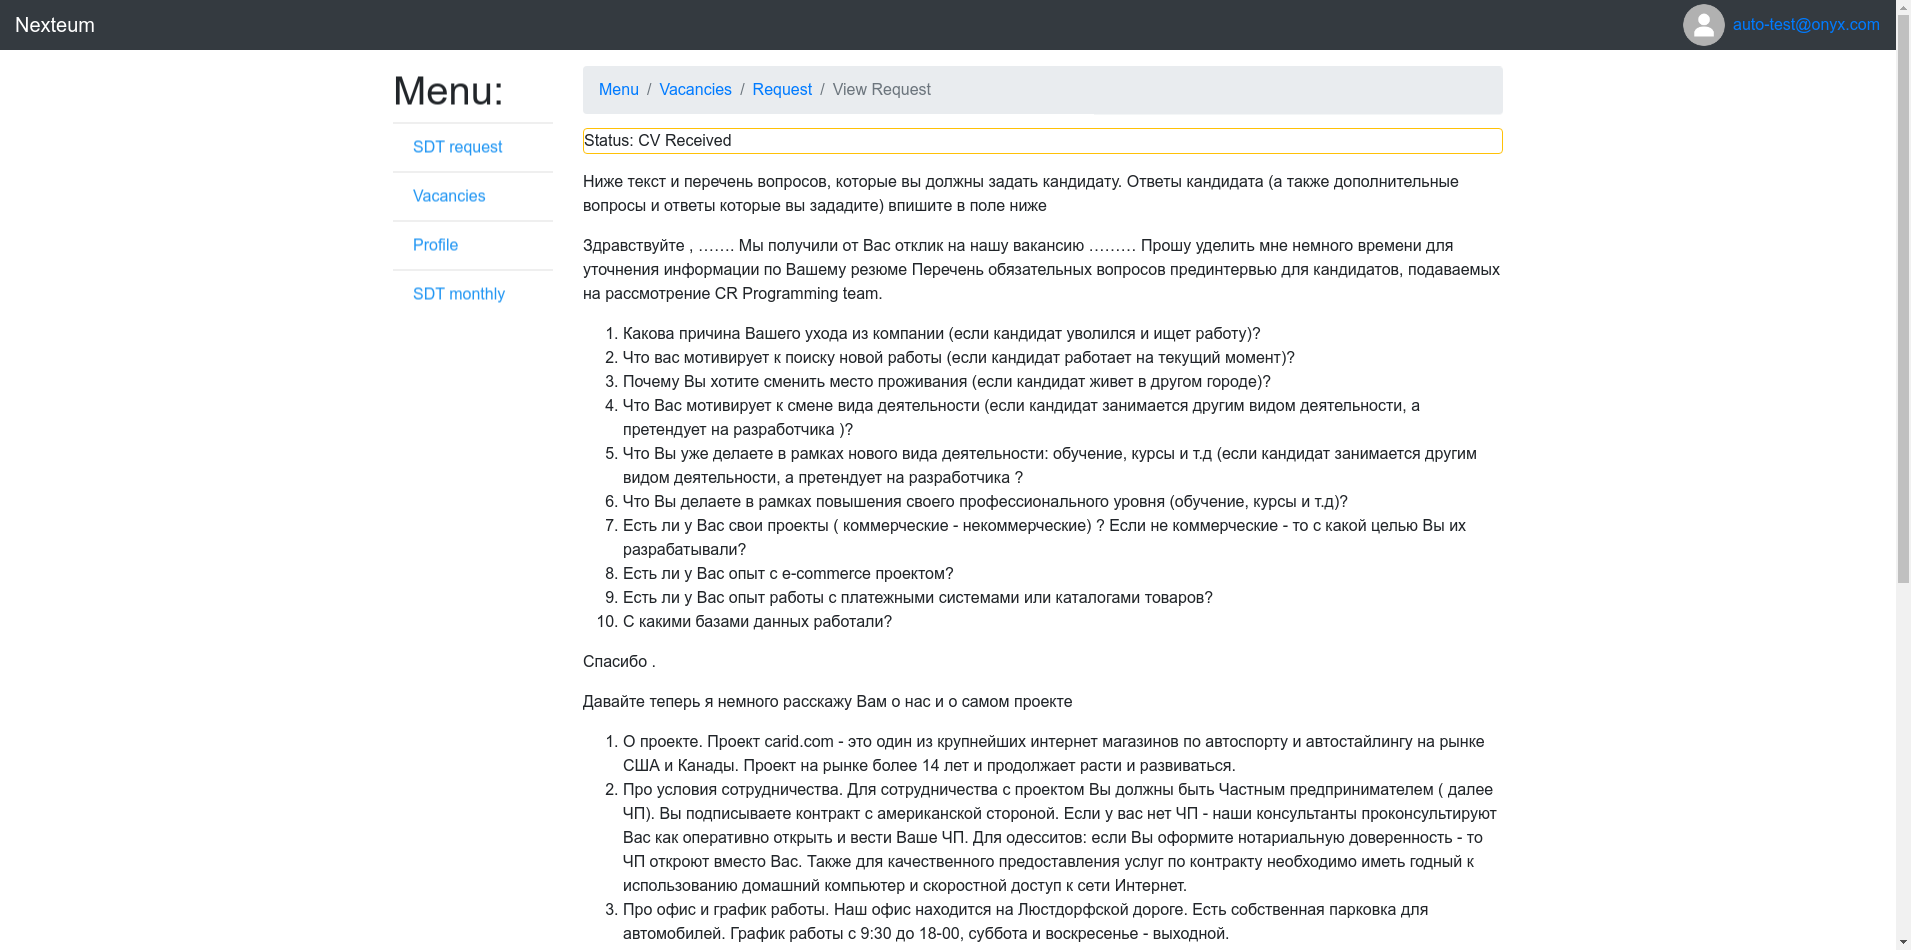 Nexteum
auto-test@onyx.com
Menu:
SDT request
Vacancies
Profile
SDT monthly
Menu / Vacancies / Request / View Request
Status: CV Received
Ниже текст и перечень вопросов, которые вы должны задать кандидату. Ответы кандидата (а также дополнительные
вопросы и ответы которые вы зададите) впишите в поле ниже
Здравствуйте , ……. Мы получили от Вас отклик на нашу вакансию ……… Прошу уделить мне немного времени для
уточнения информации по Вашему резюме Перечень обязательных вопросов прединтервью для кандидатов, подаваемых
на рассмотрение CR Programming team.
1. Какова причина Вашего ухода из компании (если кандидат уволился и ищет работу)?
2. Что вас мотивирует к поиску новой работы (если кандидат работает на текущий момент)?
3. Почему Вы хотите сменить место проживания (если кандидат живет в другом городе)?
4. Что Вас мотивирует к смене вида деятельности (если кандидат занимается другим видом деятельности, а
претендует на разработчика )?
5. Что Вы уже делаете в рамках нового вида деятельности: обучение, курсы и т.д (если кандидат занимается другим
видом деятельности, а претендует на разработчика ?
6. Что Вы делаете в рамках повышения своего профессионального уровня (обучение, курсы и т.д)?
7. Есть ли у Вас свои проекты ( коммерческие - некоммерческие) ? Если не коммерческие - то с какой целью Вы их
разрабатывали?
8. Есть ли у Вас опыт с e-commerce проектом?
9. Есть ли у Вас опыт работы с платежными системами или каталогами товаров?
10. С какими базами данных работали?
Спасибо .
Давайте теперь я немного расскажу Вам о нас и о самом проекте
1. О проекте. Проект carid.com - это один из крупнейших интернет магазинов по автоспорту и автостайлингу на рынке
США и Канады. Проект на рынке более 14 лет и продолжает расти и развиваться.
2. Про условия сотрудничества. Для сотрудничества с проектом Вы должны быть Частным предпринимателем ( далее
ЧП). Вы подписываете контракт с американской стороной. Если у вас нет ЧП - наши консультанты проконсультируют
Вас как оперативно открыть и вести Ваше ЧП. Для одесситов: если Вы оформите нотариальную доверенность - то
ЧП откроют вместо Вас. Также для качественного предоставления услуг по контракту необходимо иметь годный к
использованию домашний компьютер и скоростной доступ к сети Интернет.
3. Про офис и график работы. Наш офис находится на Люстдорфской дороге. Есть собственная парковка для
автомобилей. График работы с 9:30 до 18-00, суббота и воскресенье - выходной.